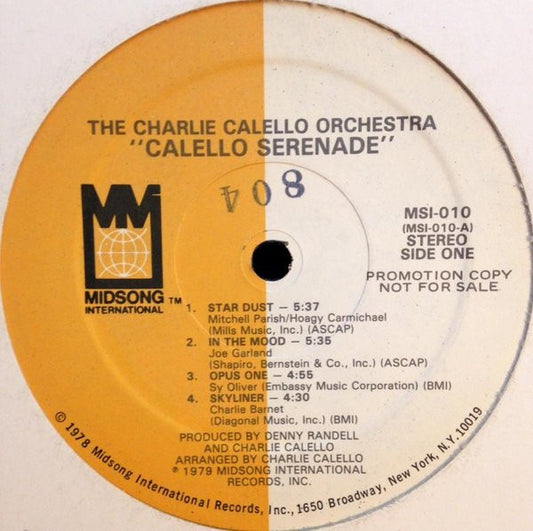 THE CHARLIE CALELLO ORCHESTRA
"CALELLO SERENADE"
804
MSI-010
(MSI-010-A)
STEREO
SIDE ONE
PROMOTION COPY
NOT FOR SALE
MM
MIDSONG TM
INTERNATIONAL
1. STAR DUST – 5:37
Mitchell Parish/Hoagy Carmichael
(Mills Music, Inc.) (ASCAP)
2. IN THE MOOD – 5:35
Joe Garland
(Shapiro, Bernstein & Co., Inc.) (ASCAP)
3. OPUS ONE – 4:55
Sy Oliver (Embassy Music Corporation) (BMI)
4. SKYLINER – 4:30
Charlie Barnet
(Diagonal Music, Inc.) (BMI)
PRODUCED BY DENNY RANDELL
AND CHARLIE CALELLO
ARRANGED BY CHARLIE CALELLO
℗ 1979 MIDSONG INTERNATIONAL
RECORDS, INC.
© 1978 Midsong International Records, Inc., 1650 Broadway, New York, N.Y. 10019